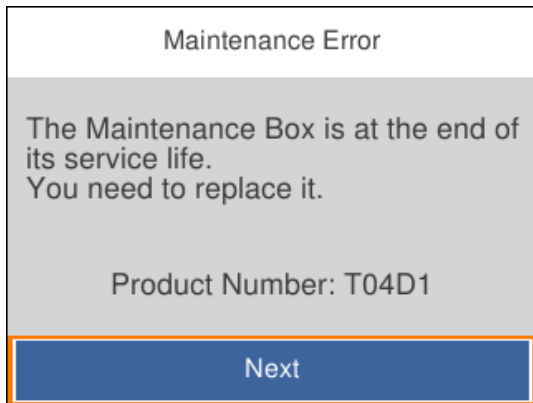 Maintenance Error
The Maintenance Box is at the end of
its service life.
You need to replace it.
Product Number: T04D1
Next